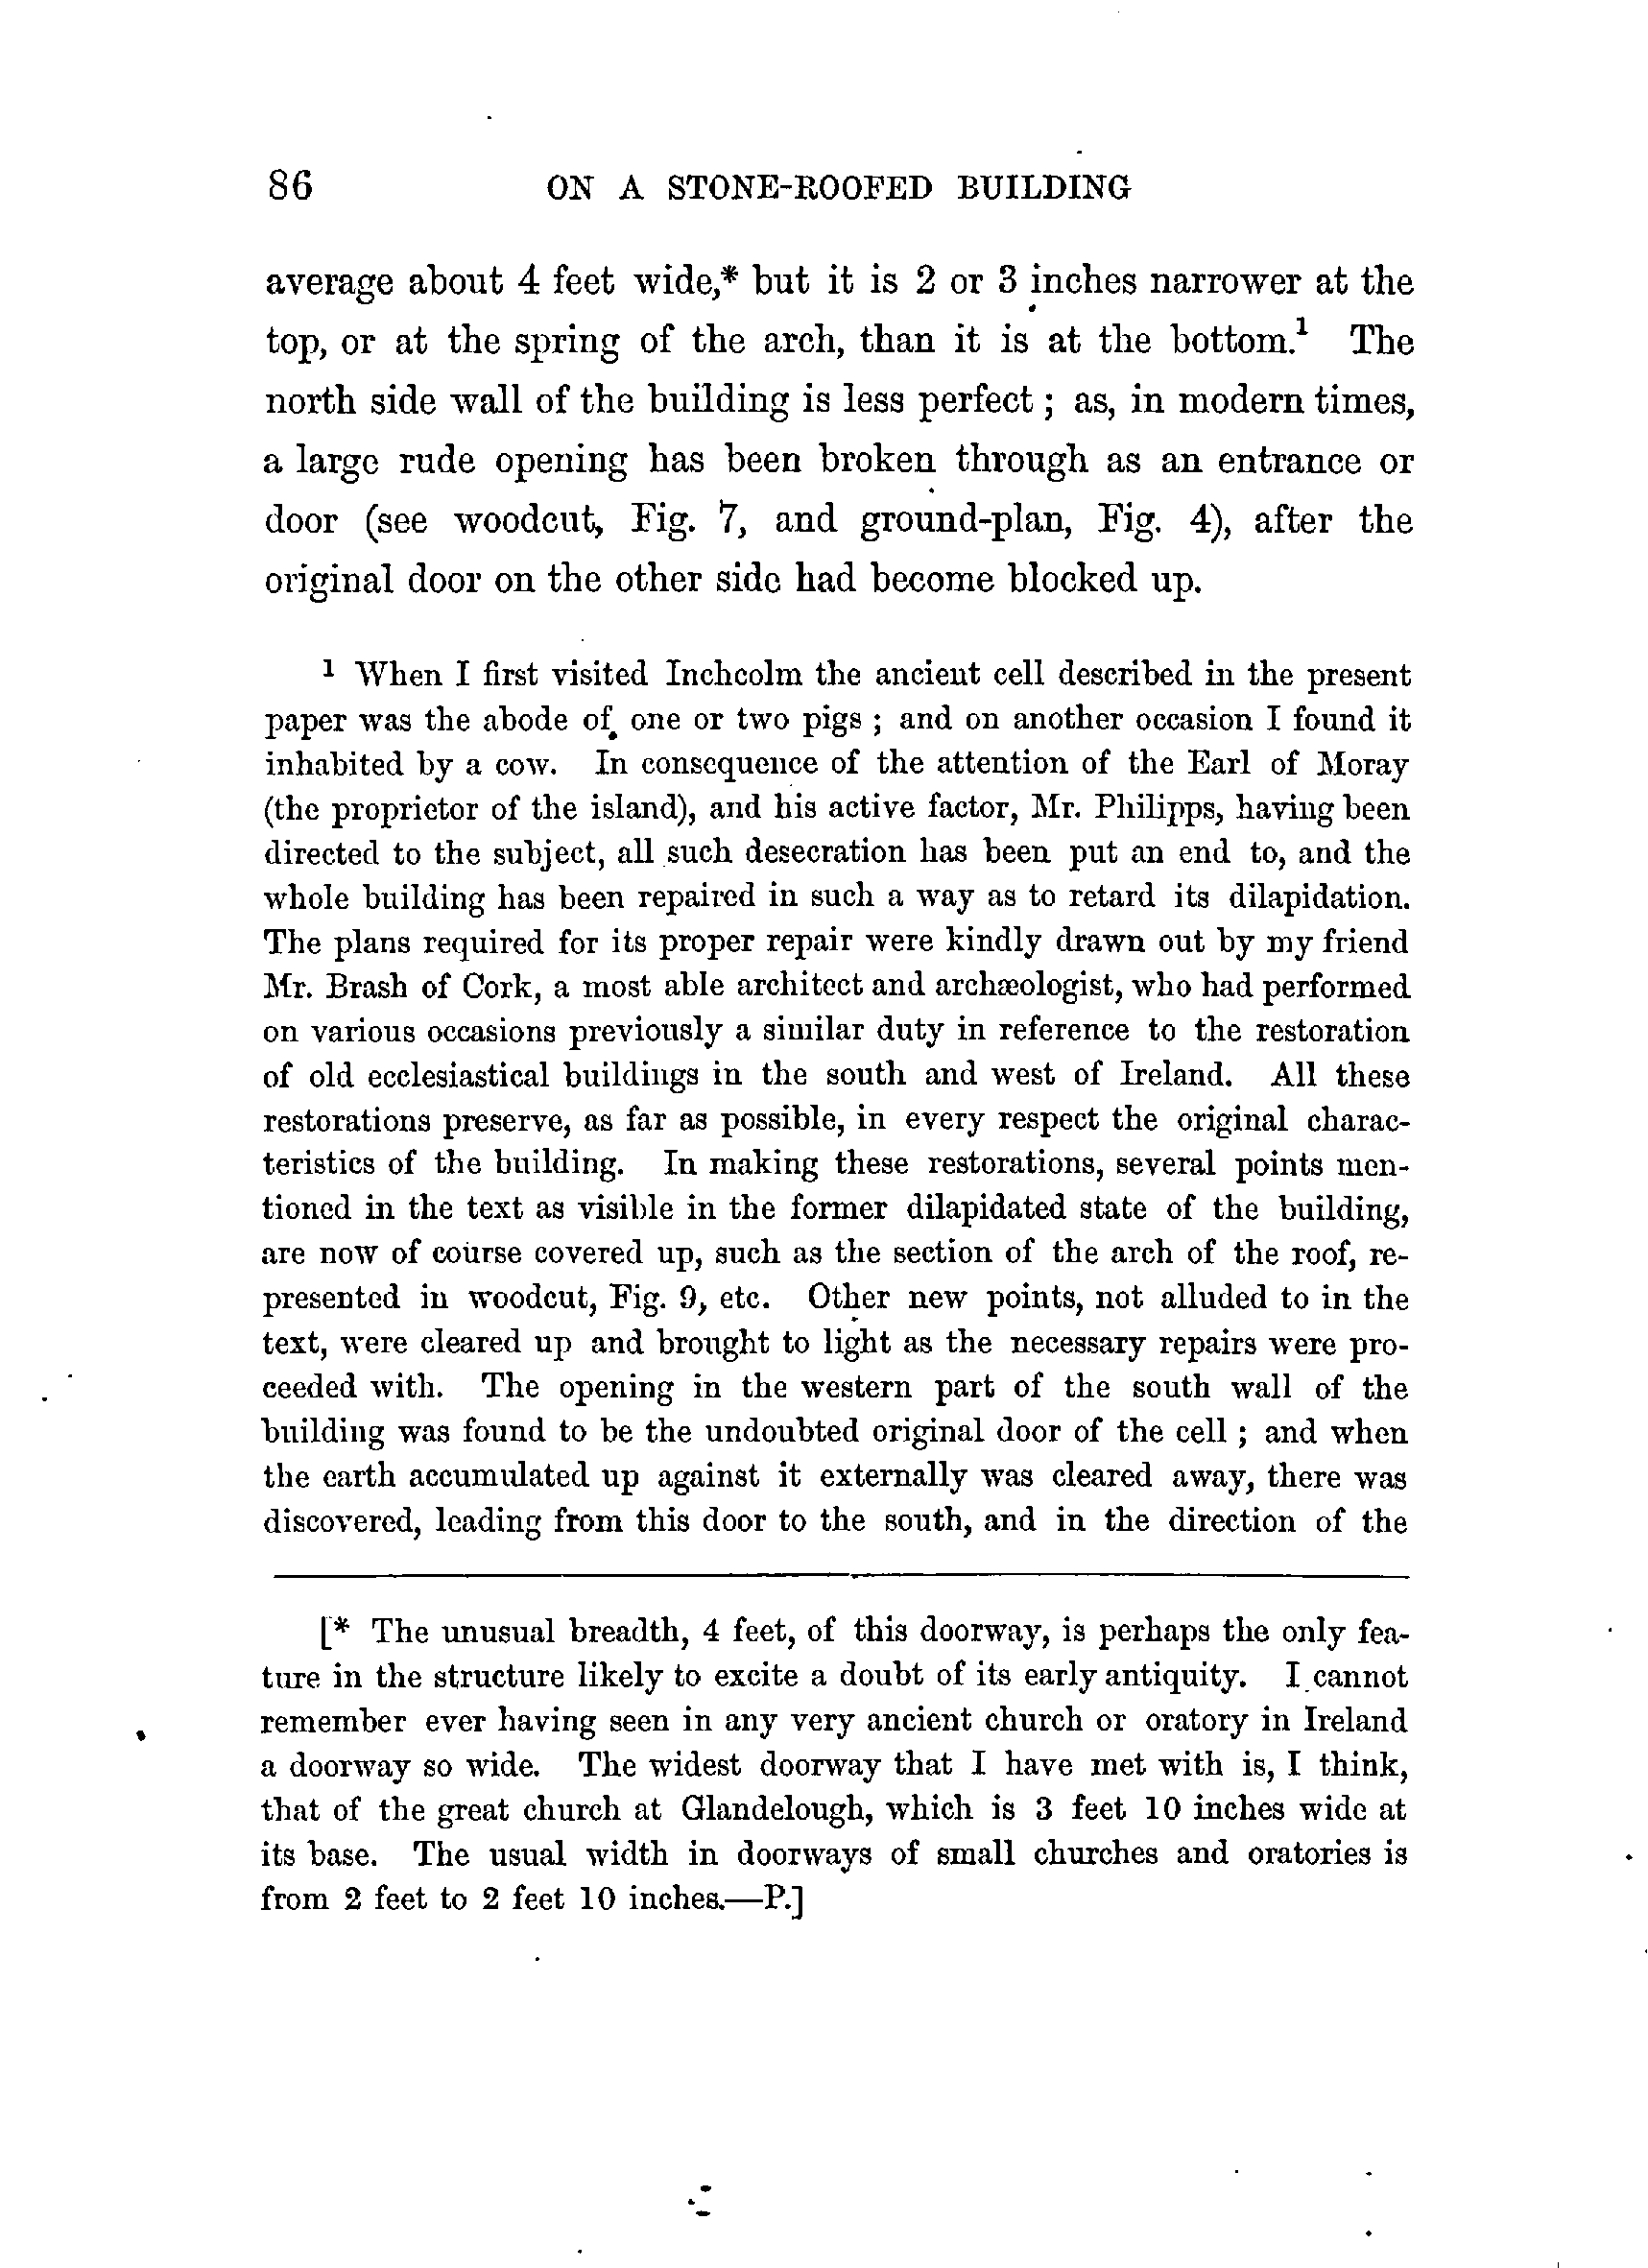 86 ON A STONE-ROOFED BUILDING
average about 4 feet wide,* but it is 2 or 3 inches narrower at the
top, or at the spring of the arch, than it is at the bottom.¹ The
north side wall of the building is less perfect ; as, in modern times,
a large rude opening has been broken through as an entrance or
door (see woodcut, Fig. 7, and ground-plan, Fig. 4), after the
original door on the other side had become blocked up.
¹ When I first visited Inchcolm the ancient cell described in the present
paper was the abode of one or two pigs ; and on another occasion I found it
inhabited by a cow. In consequence of the attention of the Earl of Moray
(the proprietor of the island), and his active factor, Mr. Philipps, having been
directed to the subject, all such desecration has been put an end to, and the
whole building has been repaired in such a way as to retard its dilapidation.
The plans required for its proper repair were kindly drawn out by my friend
Mr. Brash of Cork, a most able architect and archæologist, who had performed
on various occasions previously a similar duty in reference to the restoration
of old ecclesiastical buildings in the south and west of Ireland. All these
restorations preserve, as far as possible, in every respect the original charac-
teristics of the building. In making these restorations, several points men-
tioned in the text as visible in the former dilapidated state of the building,
are now of course covered up, such as the section of the arch of the roof, re-
presented in woodcut, Fig. 9, etc. Other new points, not alluded to in the
text, were cleared up and brought to light as the necessary repairs were pro-
ceeded with. The opening in the western part of the south wall of the
building was found to be the undoubted original door of the cell ; and when
the earth accumulated up against it externally was cleared away, there was
discovered, leading from this door to the south, and in the direction of the
[* The unusual breadth, 4 feet, of this doorway, is perhaps the only fea-
ture in the structure likely to excite a doubt of its early antiquity. I cannot
remember ever having seen in any very ancient church or oratory in Ireland
a doorway so wide. The widest doorway that I have met with is, I think,
that of the great church at Glandelough, which is 3 feet 10 inches wide at
its base. The usual width in doorways of small churches and oratories is
from 2 feet to 2 feet 10 inches.—P.]